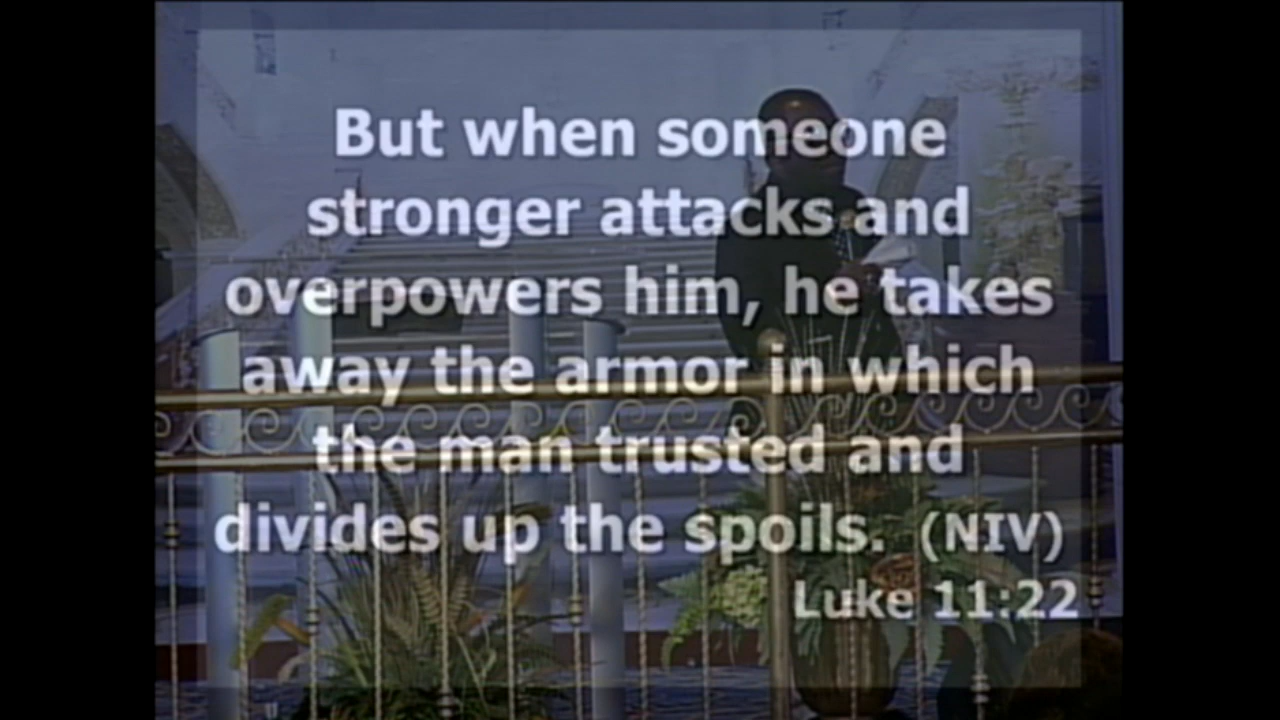 But when someone
stronger attacks and
overpowers him, he takes
away the armor in which
the man trusted and
divides up the spoils. (NIV)
Luke 11:22